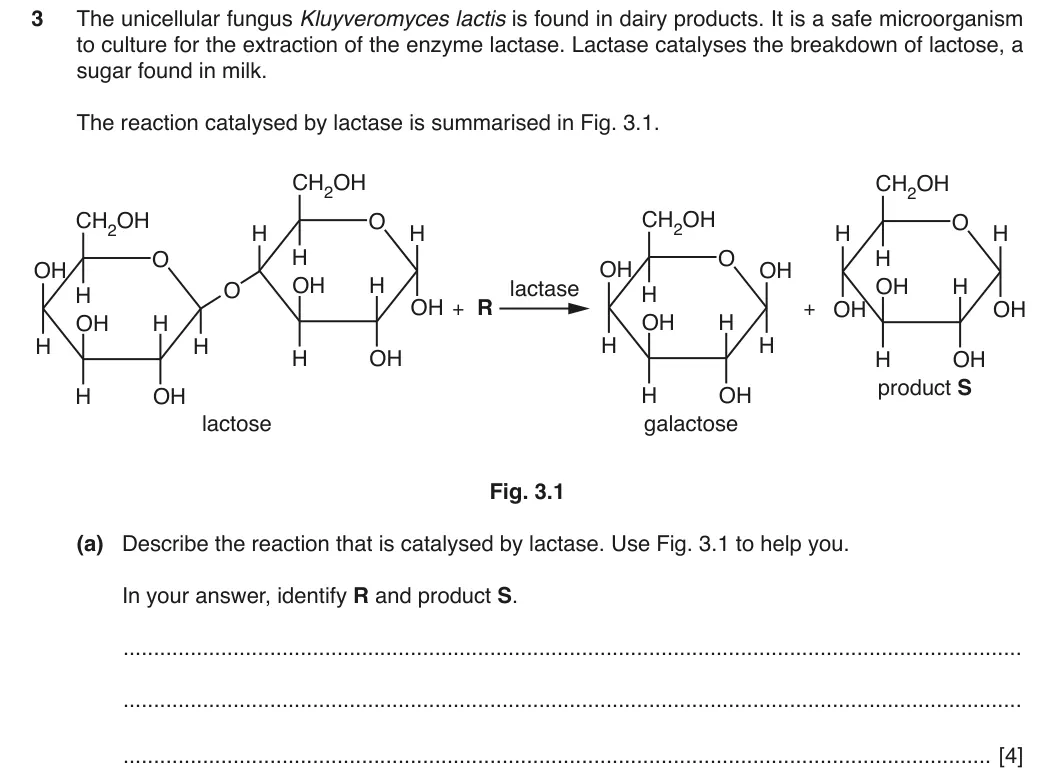 3 The unicellular fungus Kluyveromyces lactis is found in dairy products. It is a safe microorganism
to culture for the extraction of the enzyme lactase. Lactase catalyses the breakdown of lactose, a
sugar found in milk.
The reaction catalysed by lactase is summarised in Fig. 3.1.
CH2OH CH2OH
CH2OH CH2OH
H O H H O H
O OH O OH
OH H OH H
H OH H O OH + R lactase H OH H + OH OH H OH
OH H OH H
H H H H
H OH H OH
H OH H OH
lactose galactose product S
Fig. 3.1
(a) Describe the reaction that is catalysed by lactase. Use Fig. 3.1 to help you.
In your answer, identify R and product S.
..........
..........
.......... [4]